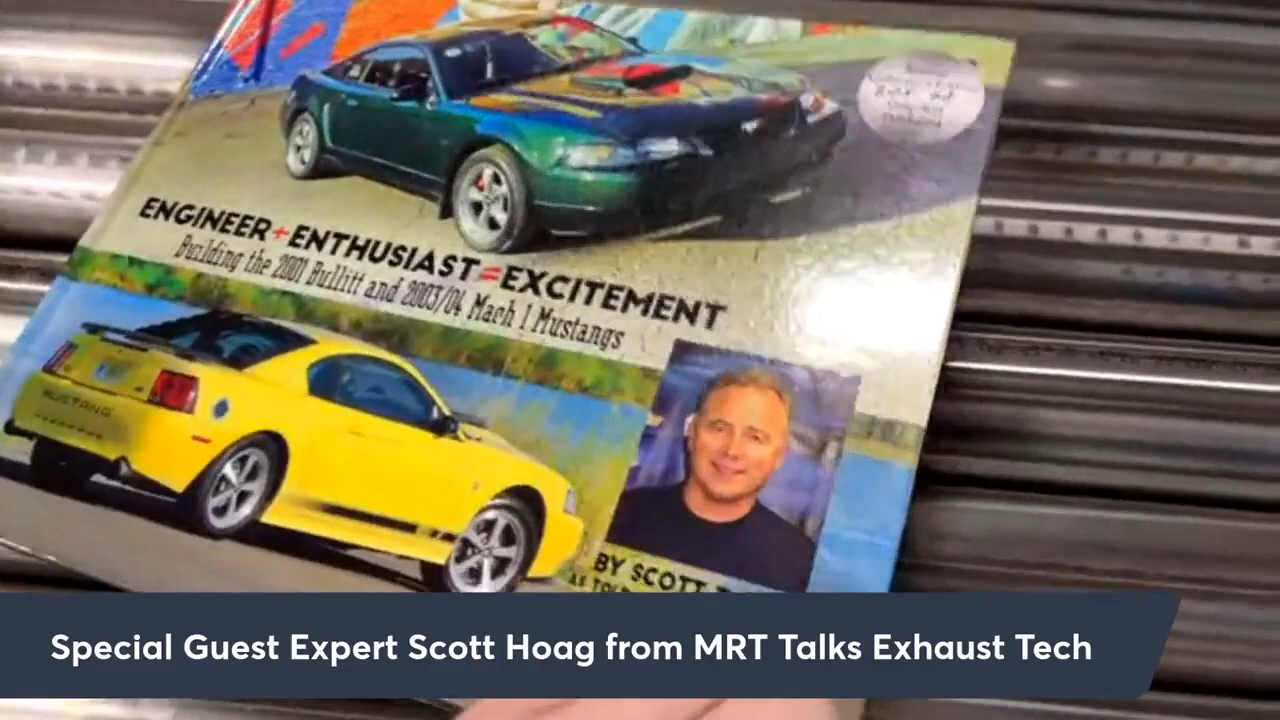 ENGINEER+ENTHUSIAST=EXCITEMENT
Building the 2001 Bullitt and 2003/04 Mach 1 Mustangs
MUSTANG
BY SCOTT
Special Guest Expert Scott Hoag from MRT Talks Exhaust Tech